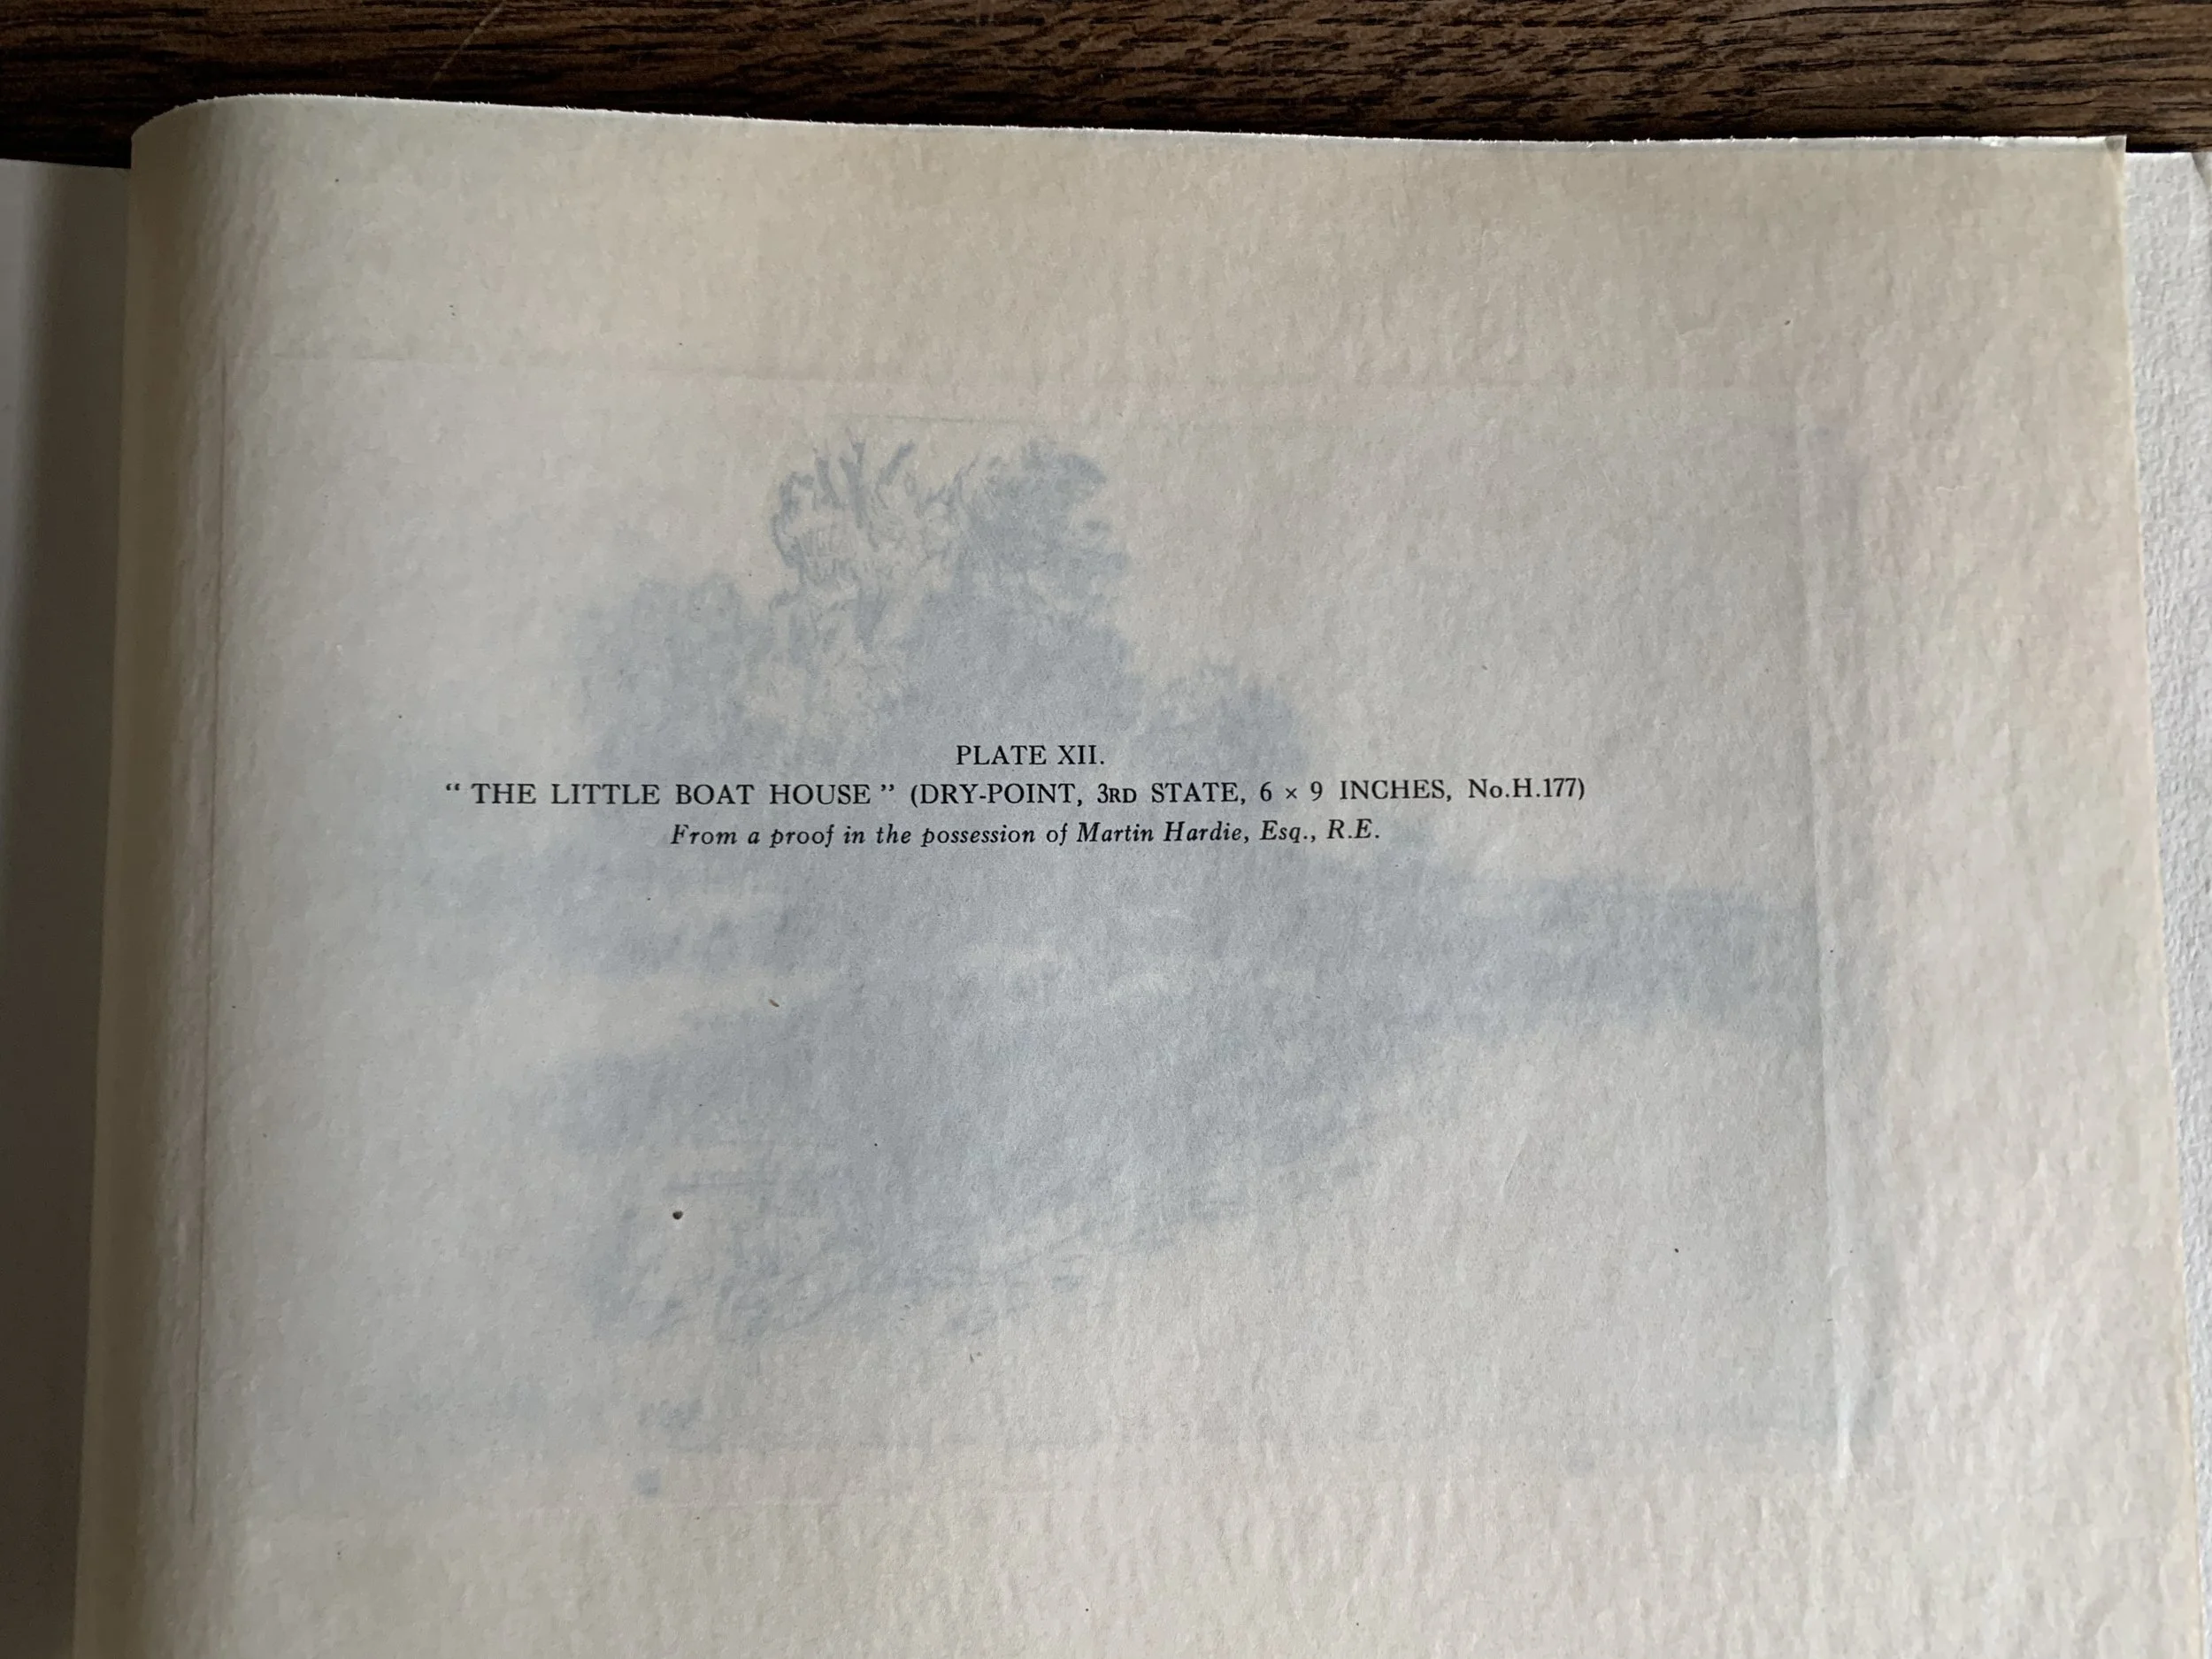 PLATE XII.
“ THE LITTLE BOAT HOUSE ” (DRY-POINT, 3RD STATE, 6 × 9 INCHES, No.H.177)
From a proof in the possession of Martin Hardie, Esq., R.E.